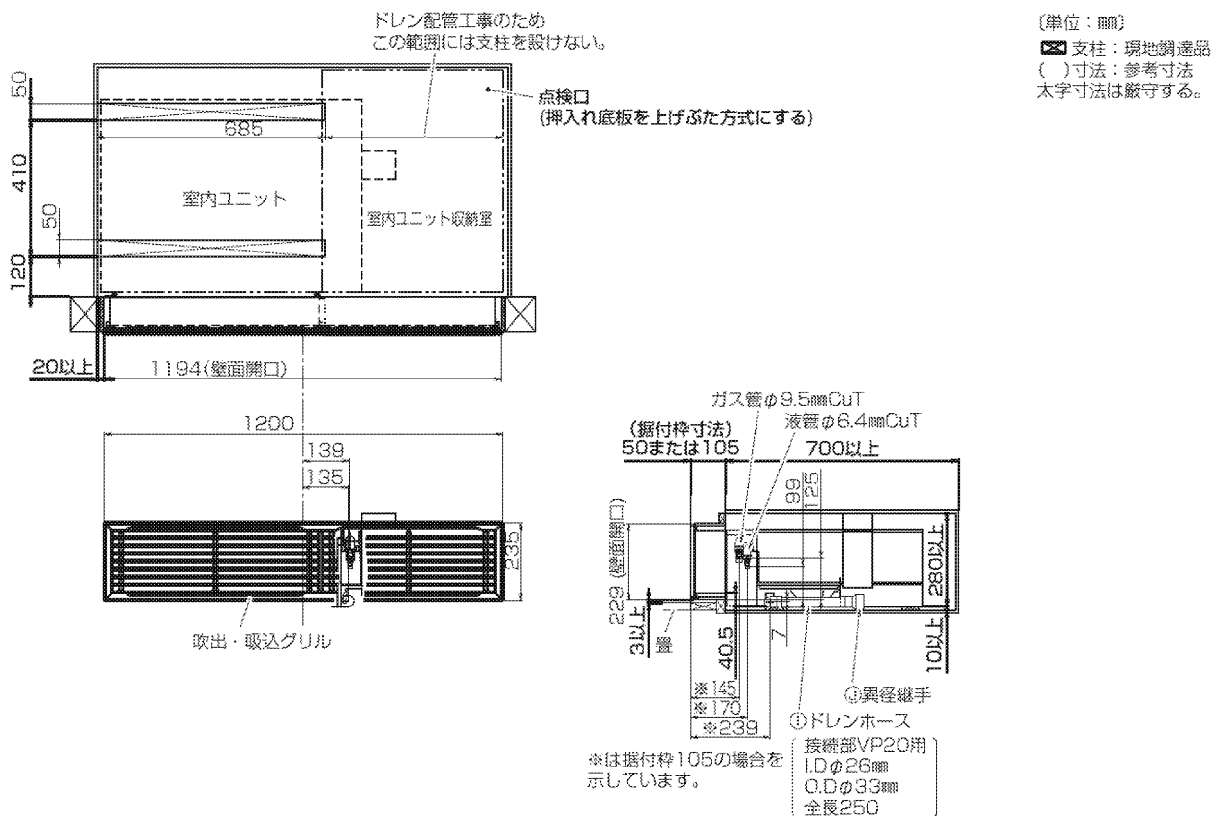 ドレン配管工事のため
この範囲には支柱を設けない。
〔単位：㎜〕
支柱：現地調達品
( )寸法：参考寸法
太字寸法は厳守する。
点検口
(押入れ底板を上げぶた方式にする)
50
685
410
室内ユニット
室内ユニット収納室
50
120
20以上
1194(壁面開口)
1200
139
135
235
吹出・吸込グリル
ガス管φ9.5㎜CuT
液管φ6.4㎜CuT
(据付枠寸法)
50または105
700以上
99
125
229 (壁面開口)
280以上
3以上
畳
40.5
7
10以上
※145
※170
※239
Ⓙ異径継手
ⓘドレンホース
接続部VP20用
I.Dφ26㎜
O.Dφ33㎜
全長250
※は据付枠105の場合を
示しています。